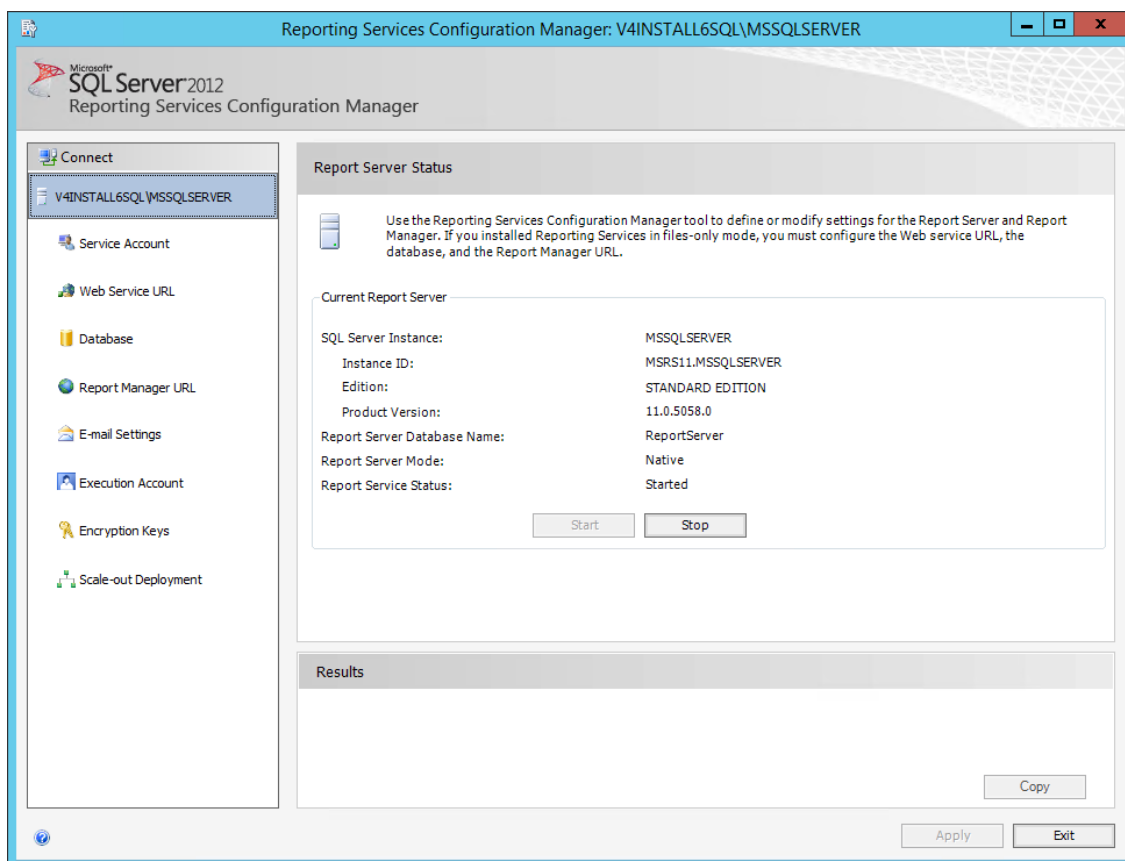 Reporting Services Configuration Manager: V4INSTALL6SQL\MSSQLSERVER
Microsoft*
SQL Server 2012
Reporting Services Configuration Manager
Connect
V4INSTALL6SQL\MSSQLSERVER
Service Account
Web Service URL
Database
Report Manager URL
E-mail Settings
Execution Account
Encryption Keys
Scale-out Deployment
Report Server Status
Use the Reporting Services Configuration Manager tool to define or modify settings for the Report Server and Report
Manager. If you installed Reporting Services in files-only mode, you must configure the Web service URL, the
database, and the Report Manager URL.
Current Report Server
SQL Server Instance: MSSQLSERVER
Instance ID: MSRS11.MSSQLSERVER
Edition: STANDARD EDITION
Product Version: 11.0.5058.0
Report Server Database Name: ReportServer
Report Server Mode: Native
Report Service Status: Started
Start Stop
Results
Copy
Apply Exit